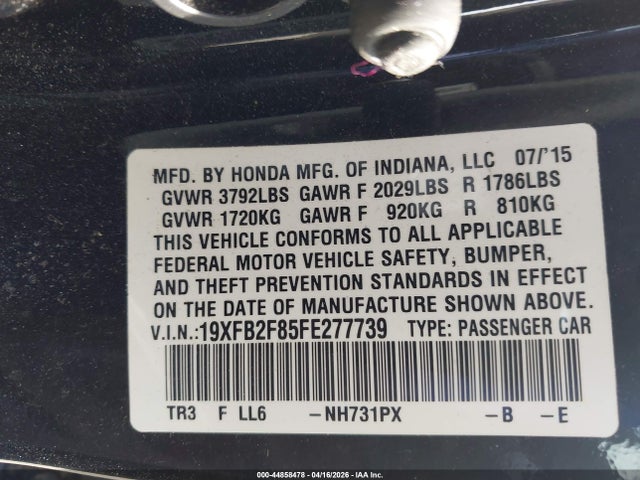 MFD. BY HONDA MFG. OF INDIANA, LLC 07/'15
GVWR 3792LBS GAWR F 2029LBS R 1786LBS
GVWR 1720KG GAWR F 920KG R 810KG
THIS VEHICLE CONFORMS TO ALL APPLICABLE
FEDERAL MOTOR VEHICLE SAFETY, BUMPER,
AND THEFT PREVENTION STANDARDS IN EFFECT
ON THE DATE OF MANUFACTURE SHOWN ABOVE.
V.I.N.:19XFB2F85FE277739 TYPE: PASSENGER CAR
TR3 F LL6 –NH731PX –B –E
000-44858478 - 04/16/2026 - IAA Inc.